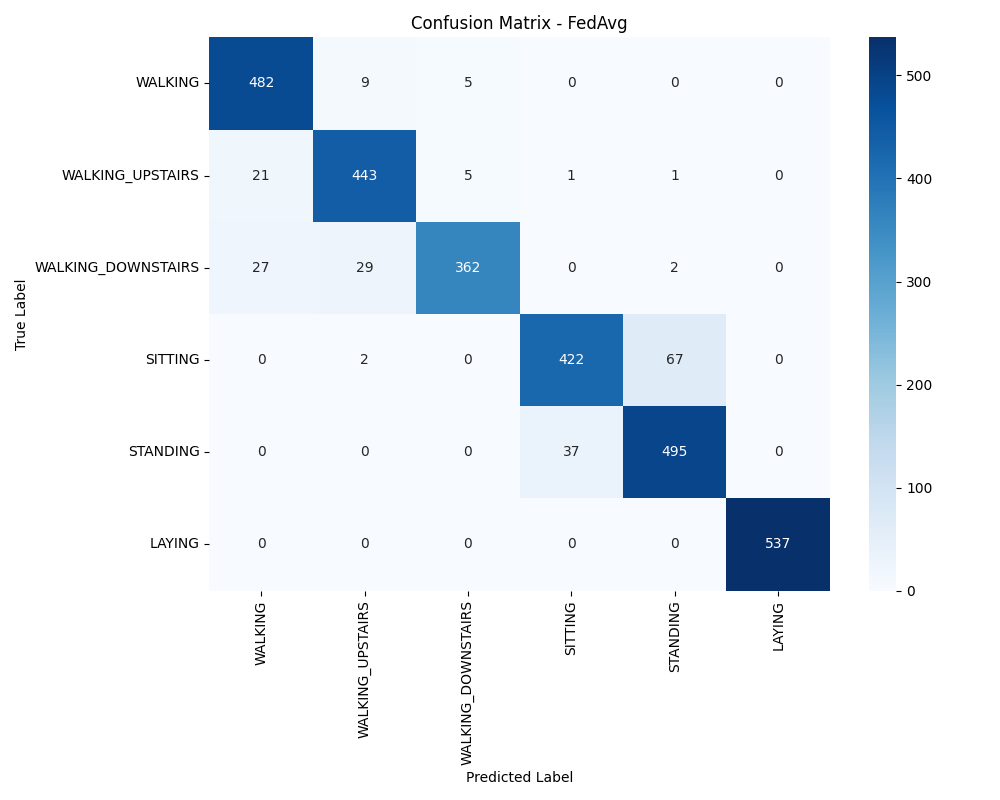 Confusion Matrix - FedAvg
True Label
WALKING 482 9 5 0 0 0
WALKING_UPSTAIRS 21 443 5 1 1 0
WALKING_DOWNSTAIRS 27 29 362 0 2 0
SITTING 0 2 0 422 67 0
STANDING 0 0 0 37 495 0
LAYING 0 0 0 0 0 537
WALKING
WALKING_UPSTAIRS
WALKING_DOWNSTAIRS
SITTING
STANDING
LAYING
Predicted Label
500
400
300
200
100
0